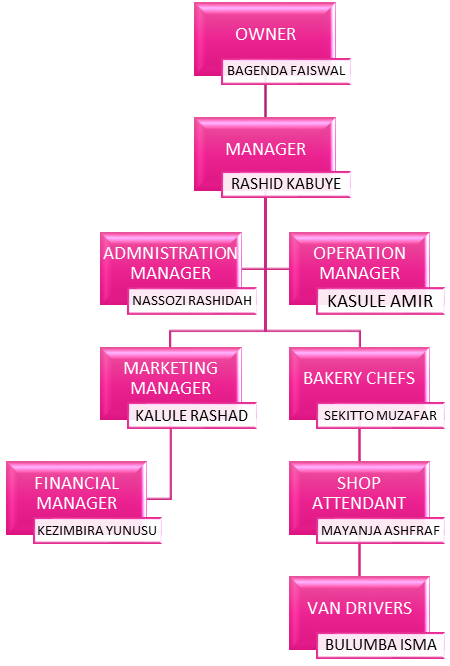 OWNER
BAGENDA FAISWAL
MANAGER
RASHID KABUYE
ADMNISTRATION
MANAGER
NASSOZI RASHIDAH
OPERATION
MANAGER
KASULE AMIR
MARKETING
MANAGER
KALULE RASHAD
BAKERY CHEFS
SEKITTO MUZAFAR
FINANCIAL
MANAGER
KEZIMBIRA YUNUSU
SHOP
ATTENDANT
MAYANJA ASHFRAF
VAN DRIVERS
BULUMBA ISMA